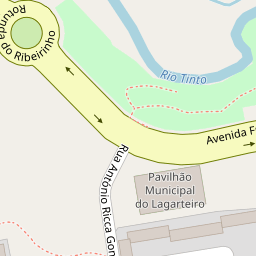 Rotunda
do Ribeirinho
Rio Tinto
Avenida F
Rua António Ricca Gon
Pavilhão
Municipal
do Lagarteiro